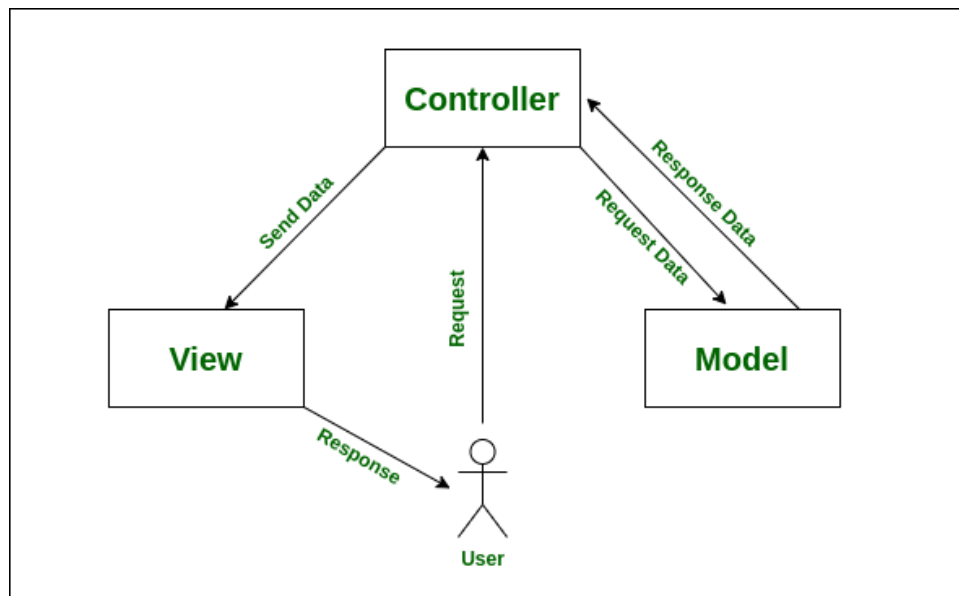 Controller
Send Data
Request
Request Data
Response Data
View
Model
Response
User